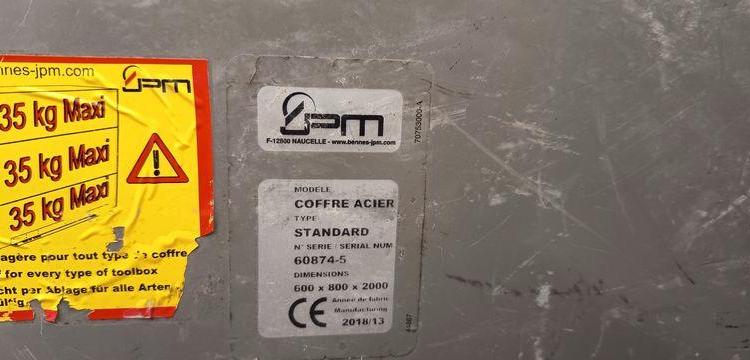 nnes-jpm.com
JPM
35 kg Maxi
35 kg Maxi
35 kg Maxi
agère pour tout type de coffre
for every type of toolbox
cht per Ablage für alle Arten
JPM
F-12800 NAUCELLE - www.bennes-jpm.com
70753000-A
MODELE
COFFRE ACIER
TYPE
STANDARD
N° SERIE / SERIAL NUM
60874-5
DIMENSIONS
600 x 800 x 2000
CE
Année de fabric
Manufacturing
2018/13